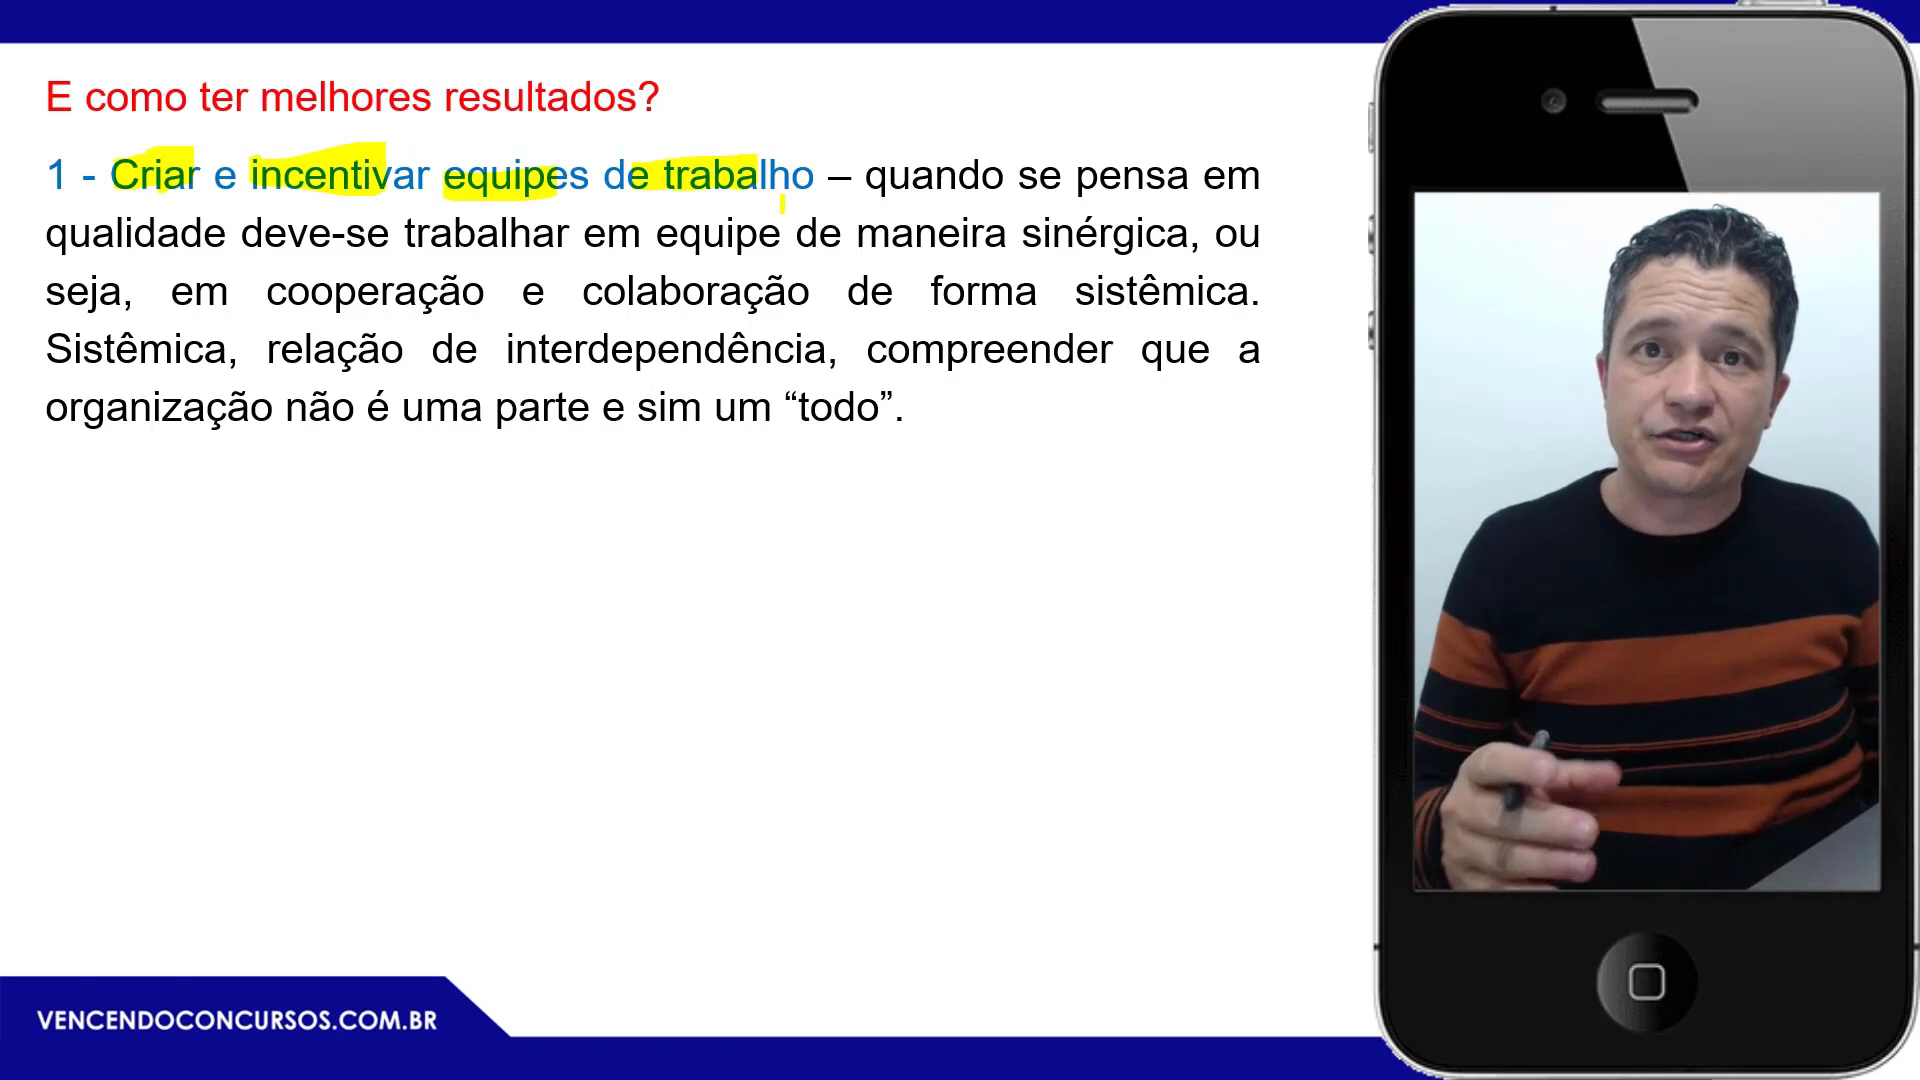 E como ter melhores resultados?
1 - Criar e incentivar equipes de trabalho – quando se pensa em
qualidade deve-se trabalhar em equipe de maneira sinérgica, ou
seja, em cooperação e colaboração de forma sistêmica.
Sistêmica, relação de interdependência, compreender que a
organização não é uma parte e sim um “todo”.
VENCENDOCONCURSOS.COM.BR